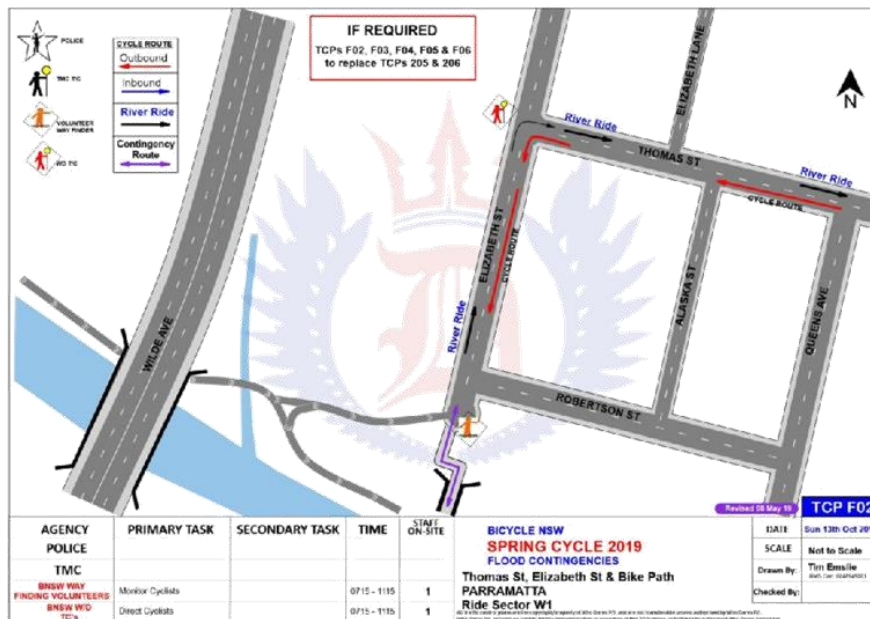 POLICE
TMC T/C
VOLUNTEER
WAY FINDER
W/O T/C
CYCLE ROUTE
Outbound
Inbound
River Ride
Contingency
Route
IF REQUIRED
TCPs F02, F03, F04, F05 & F06
to replace TCPs 205 & 206
N
ELIZABETH LANE
River Ride
THOMAS ST
River Ride
CYCLE ROUTE
ELIZABETH ST
CYCLE ROUTE
ALASKA ST
QUEENS AVE
River Ride
WILDE AVE
ROBERTSON ST
Revised 08 May 19
TCP F02
AGENCY
PRIMARY TASK
SECONDARY TASK
TIME
STAFF
ON-SITE
POLICE
TMC
BNSW WAY
FINDING VOLUNTEERS
Monitor Cyclists
0715 - 1115
1
BNSW W/O
TC's
Direct Cyclists
0715 - 1115
1
BICYCLE NSW
SPRING CYCLE 2019
FLOOD CONTINGENCIES
Thomas St, Elizabeth St & Bike Path
PARRAMATTA
Ride Sector W1
DATE
Sun 13th Oct
SCALE
Not to Scale
Drawn By:
Tim Emslie
Checked By: